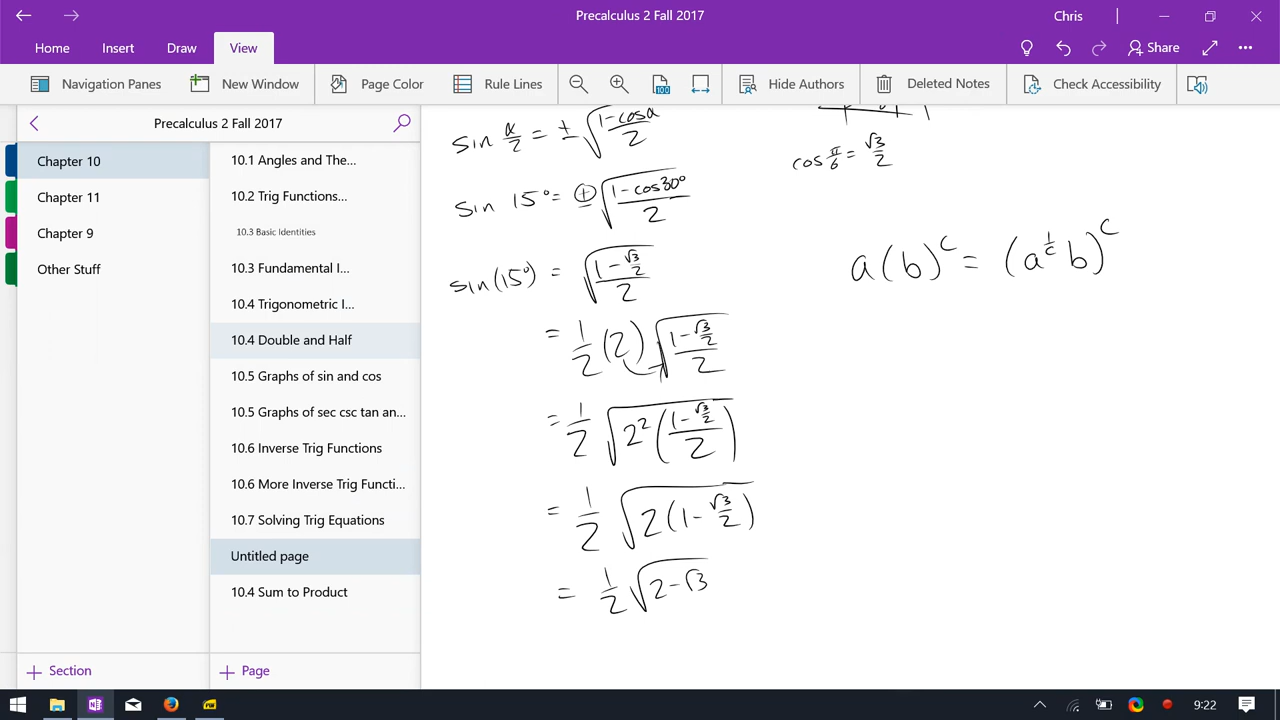 Precalculus 2 Fall 2017
Chris
Home Insert Draw View
Share
Navigation Panes New Window Page Color Rule Lines 100 Hide Authors Deleted Notes Check Accessibility
Precalculus 2 Fall 2017
Chapter 10
Chapter 11
Chapter 9
Other Stuff
10.1 Angles and The...
10.2 Trig Functions...
10.3 Basic Identities
10.3 Fundamental I...
10.4 Trigonometric I...
10.4 Double and Half
10.5 Graphs of sin and cos
10.5 Graphs of sec csc tan an...
10.6 Inverse Trig Functions
10.6 More Inverse Trig Functi...
10.7 Solving Trig Equations
Untitled page
10.4 Sum to Product
+ Section
+ Page
sin α/2 = ± √((1-cosα)/2)
sin 15° = ± √((1-cos30°)/2)
sin(15°) = √((1-√3/2)/2)
= 1/2 (2) √((1-√3/2)/2)
= 1/2 √(2²((1-√3/2)/2))
= 1/2 √(2(1-√3/2))
= 1/2 √(2-√3)
cos π/6 = √3/2
a(b)^c = (a^(1/c) b)^c
9:22